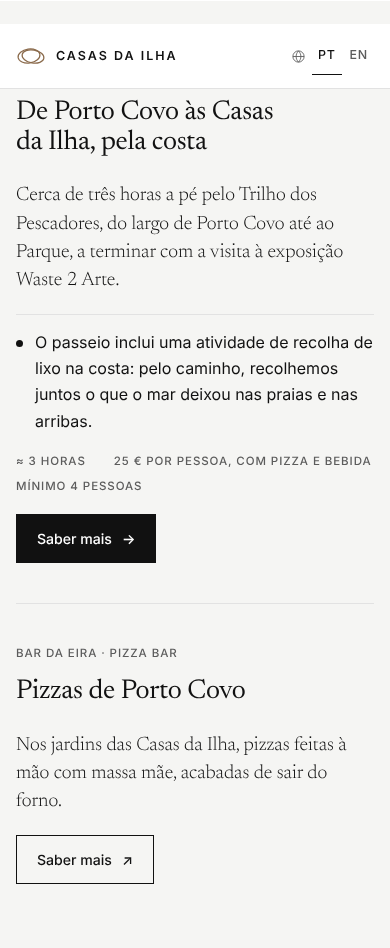 CASAS DA ILHA
PT EN
De Porto Covo às Casas
da Ilha, pela costa
Cerca de três horas a pé pelo Trilho dos
Pescadores, do largo de Porto Covo até ao
Parque, a terminar com a visita à exposição
Waste 2 Arte.
• O passeio inclui uma atividade de recolha de
lixo na costa: pelo caminho, recolhemos
juntos o que o mar deixou nas praias e nas
arribas.
≈ 3 HORAS 25 € POR PESSOA, COM PIZZA E BEBIDA
MÍNIMO 4 PESSOAS
Saber mais →
BAR DA EIRA · PIZZA BAR
Pizzas de Porto Covo
Nos jardins das Casas da Ilha, pizzas feitas à
mão com massa mãe, acabadas de sair do
forno.
Saber mais ↗